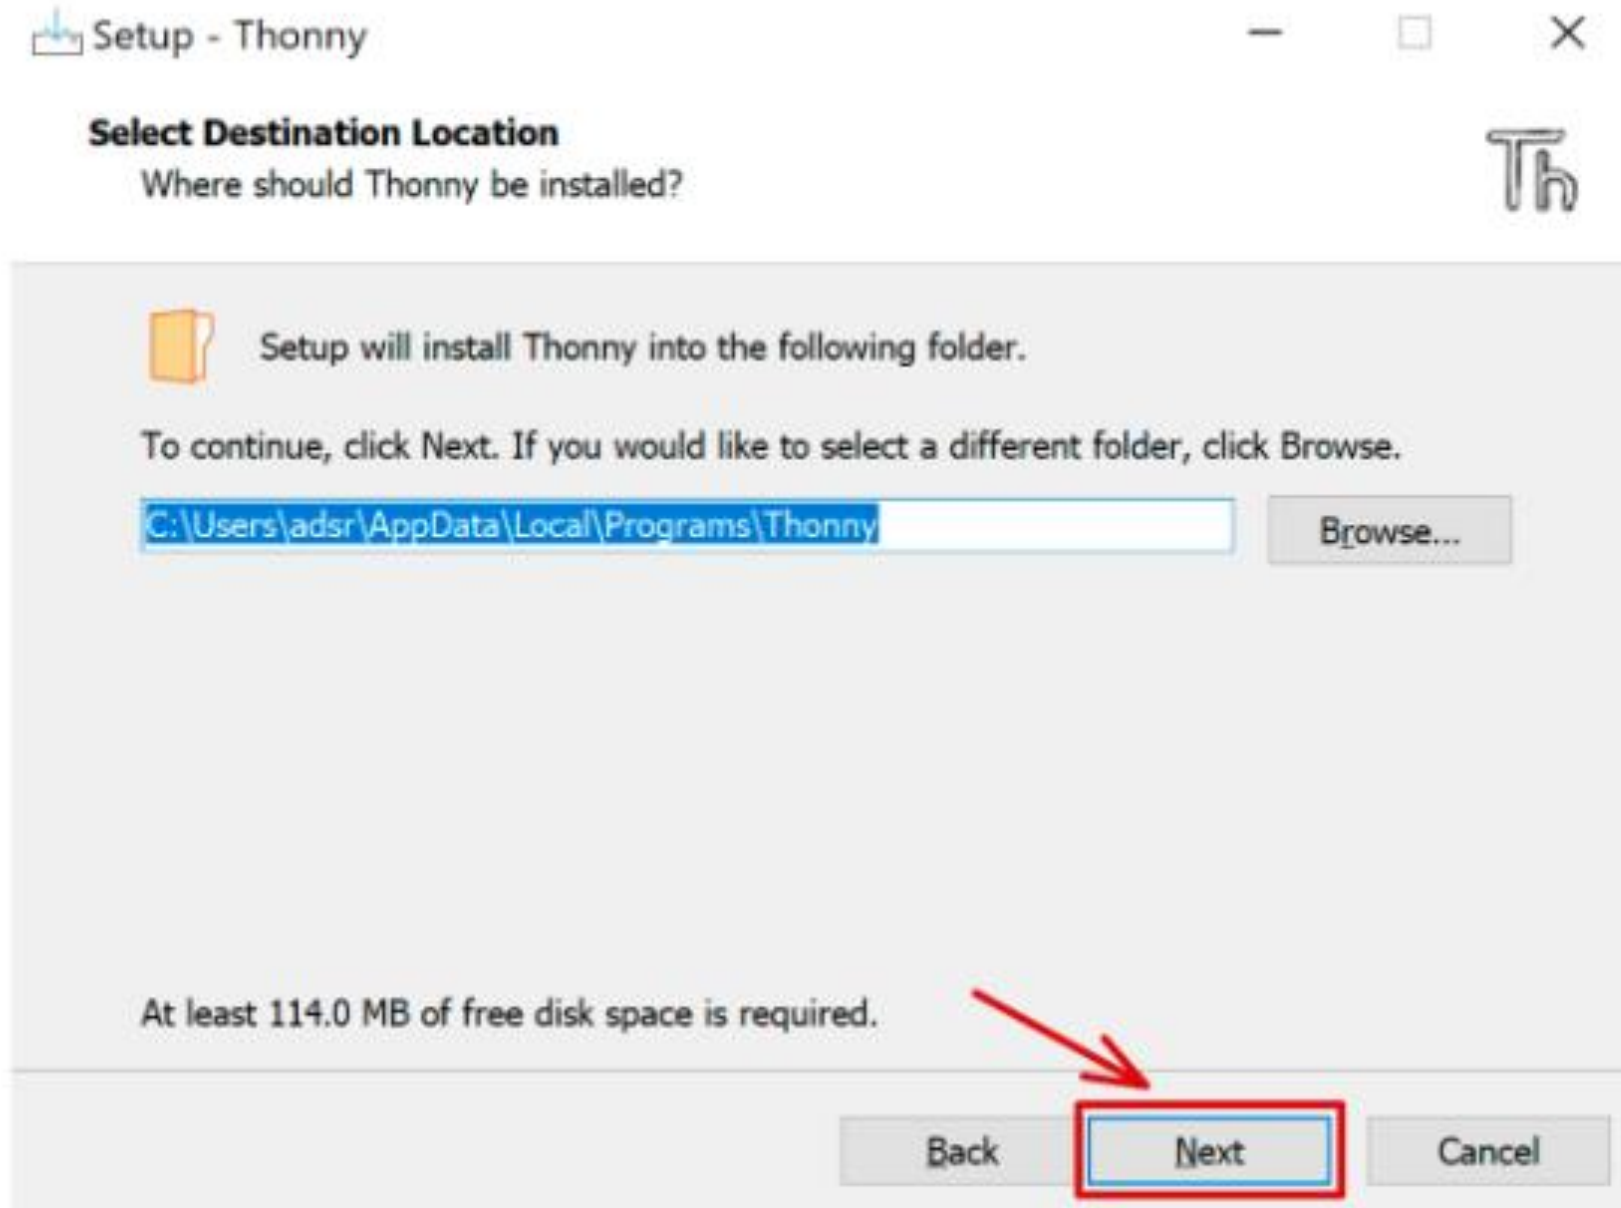 Setup - Thonny
Select Destination Location
Where should Thonny be installed?
Th
Setup will install Thonny into the following folder.
To continue, click Next. If you would like to select a different folder, click Browse.
C:\Users\adsr\AppData\Local\Programs\Thonny
Browse...
At least 114.0 MB of free disk space is required.
Back
Next
Cancel